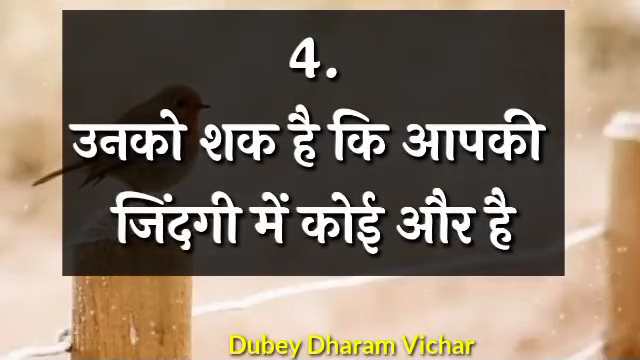 4.
उनको शक है कि आपकी
जिंदगी में कोई और है
Dubey Dharam Vichar